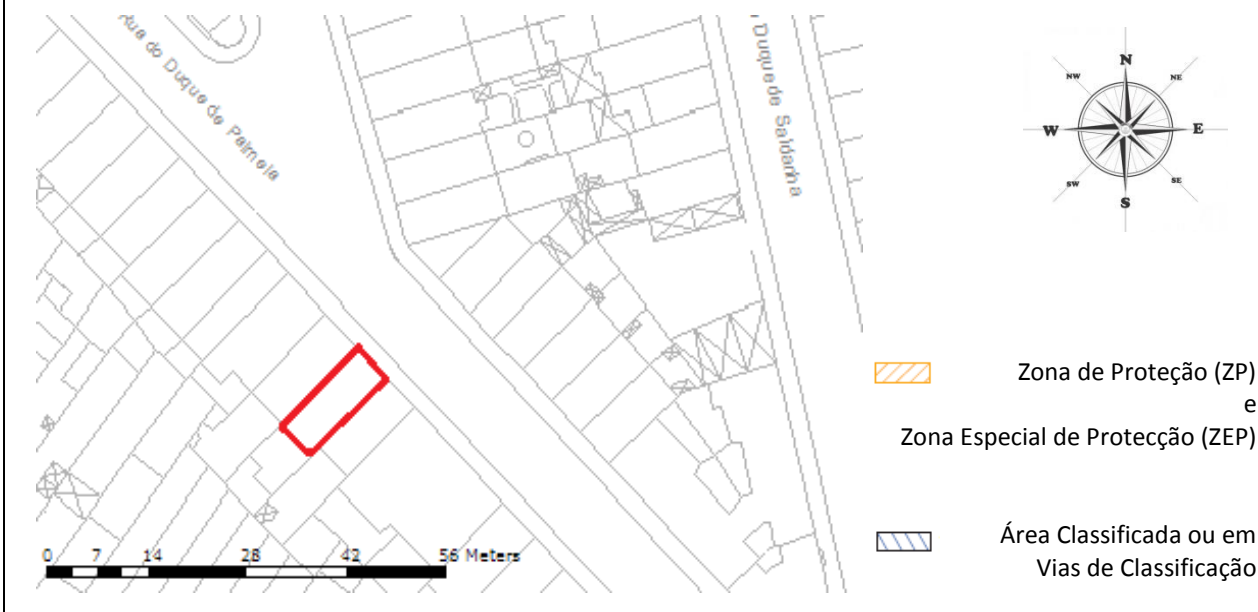 Rua do Duque de Palmela
Duque de Saldanha
N
NW
NE
W
E
SW
SE
S
Zona de Proteção (ZP)
e
Zona Especial de Protecção (ZEP)
Área Classificada ou em
Vias de Classificação
0 7 14 28 42 56 Meters